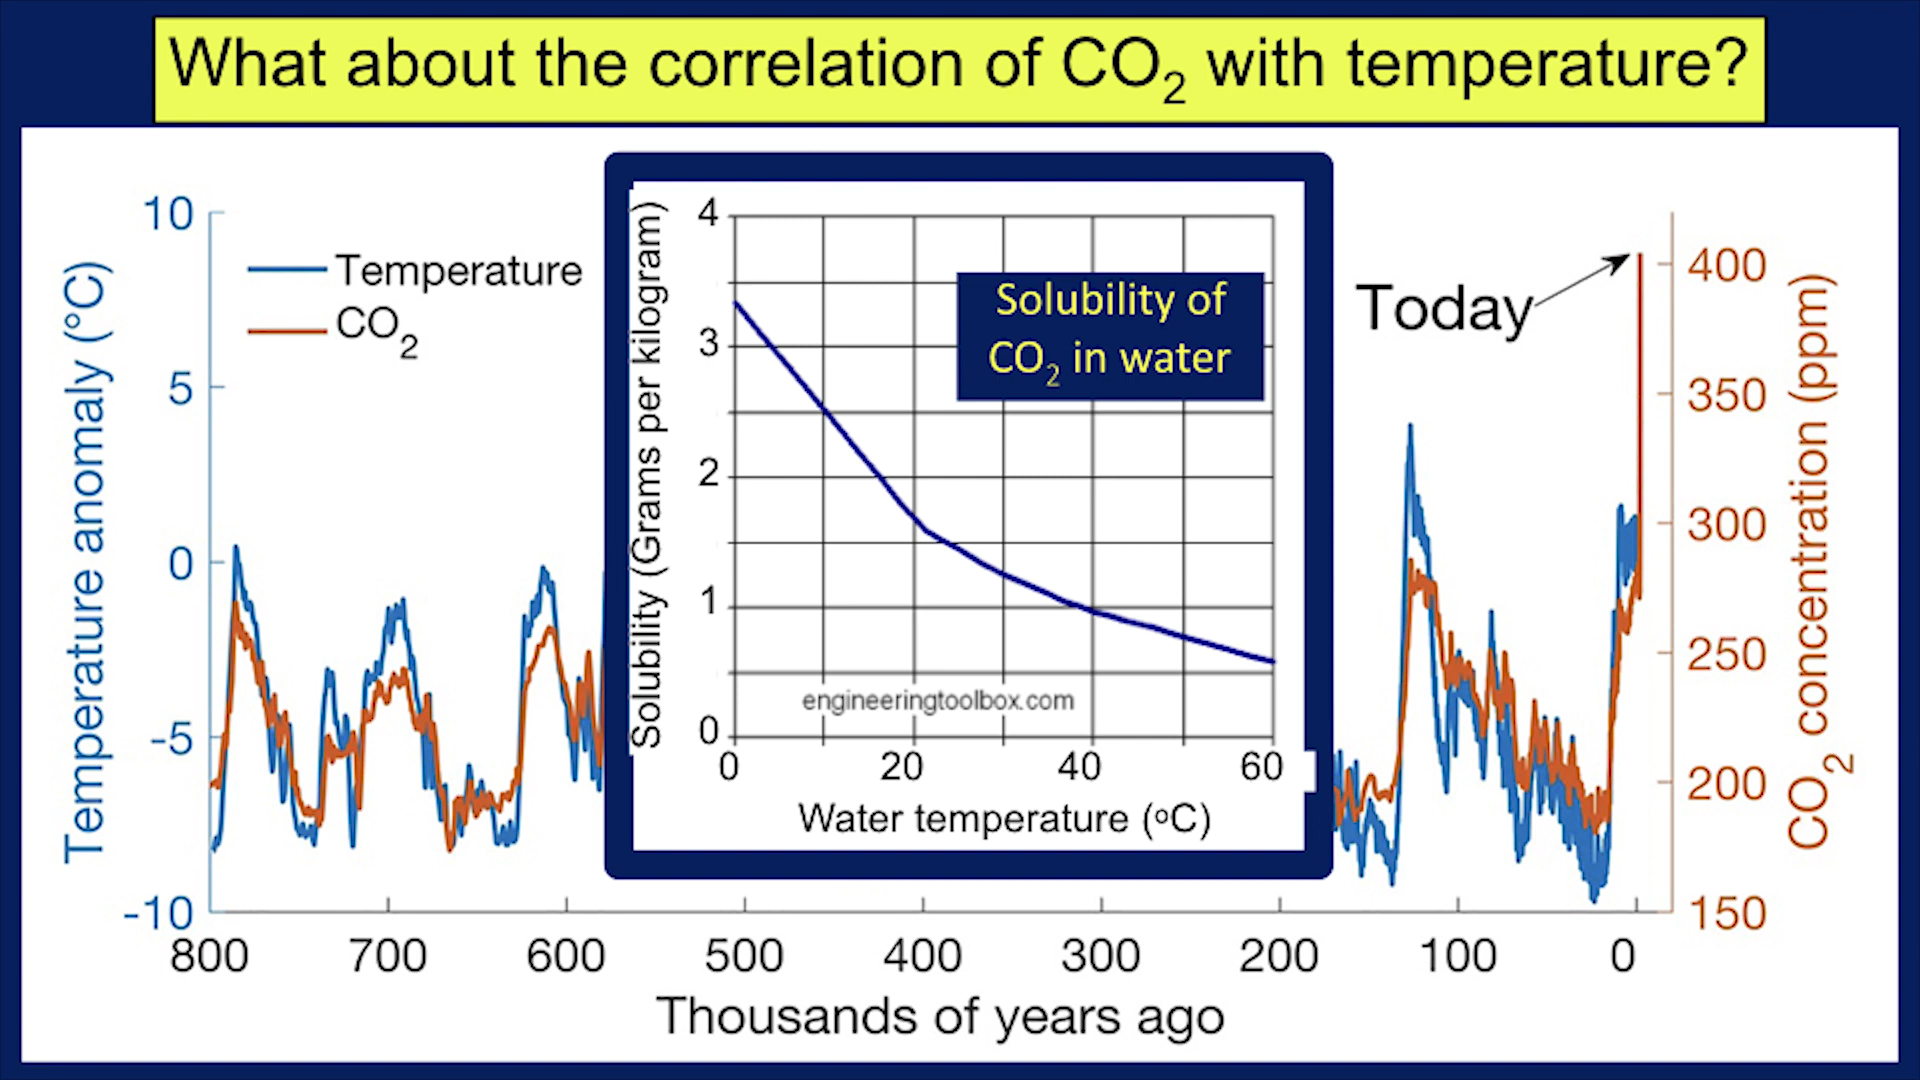 What about the correlation of CO₂ with temperature?
Temperature anomaly (°C)
10
5
0
-5
-10
Temperature
CO₂
Solubility (Grams per kilogram)
4
3
2
1
0
Solubility of
CO₂ in water
engineeringtoolbox.com
0 20 40 60
Water temperature (°C)
Today
400
350
300
250
200
150
CO₂ concentration (ppm)
800 700 600 500 400 300 200 100 0
Thousands of years ago